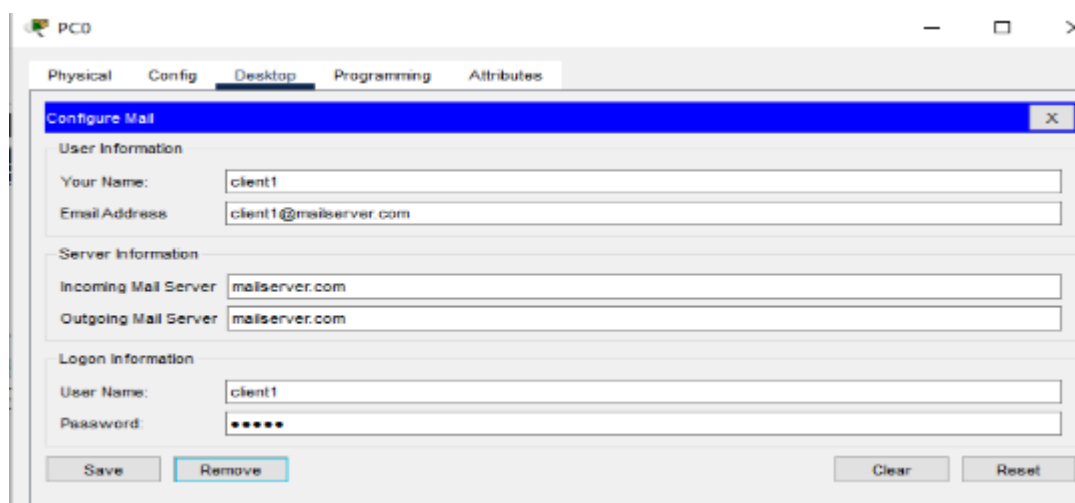 PC0
Physical Config Desktop Programming Attributes
Configure Mail X
User Information
Your Name: client1
Email Address client1@mailserver.com
Server Information
Incoming Mail Server mailserver.com
Outgoing Mail Server mailserver.com
Logon Information
User Name: client1
Password: •••••
Save Remove Clear Reset